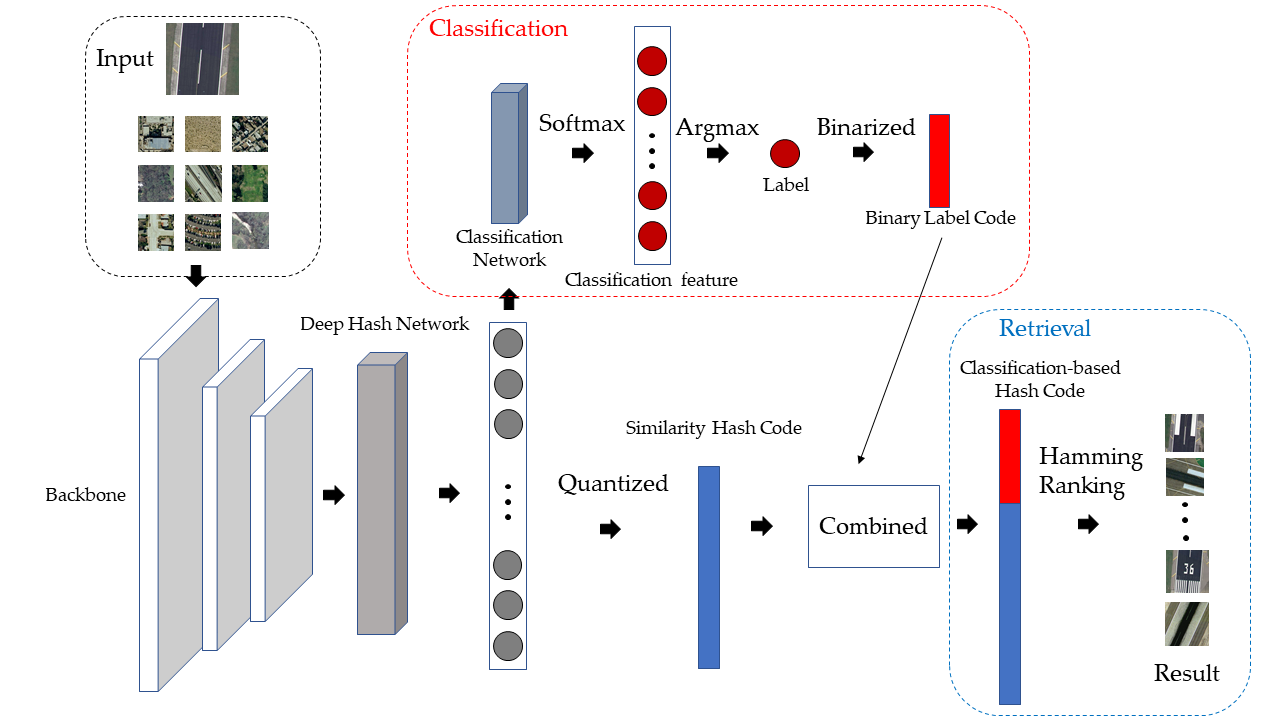 Input
Classification
Softmax
Argmax
Binarized
Label
Binary Label Code
Classification
Network
Classification feature
Deep Hash Network
Backbone
Quantized
Similarity Hash Code
Combined
Retrieval
Classification-based
Hash Code
Hamming
Ranking
36
Result